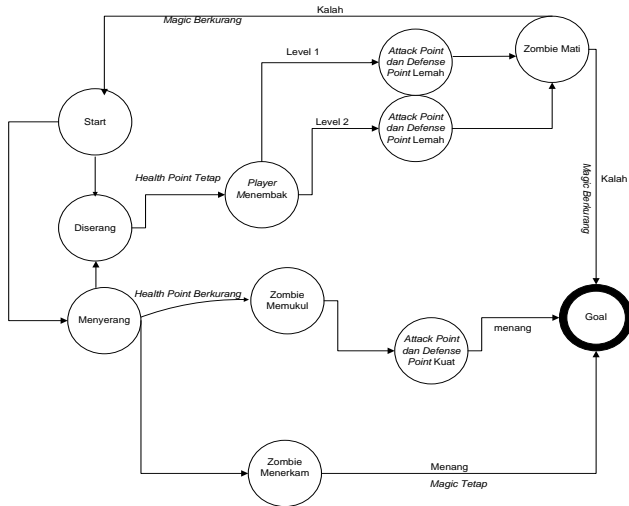 Kalah
Magic Berkurang
Level 1
Attack Point
dan Defense
Point Lemah
Zombie Mati
Start
Level 2
Attack Point
dan Defense
Point Lemah
Health Point Tetap
Player
Menembak
Magic Berkurang
Kalah
Diserang
Health Point Berkurang
Zombie
Memukul
Menyerang
menang
Goal
Attack Point
dan Defense
Point Kuat
Zombie
Menerkam
Menang
Magic Tetap